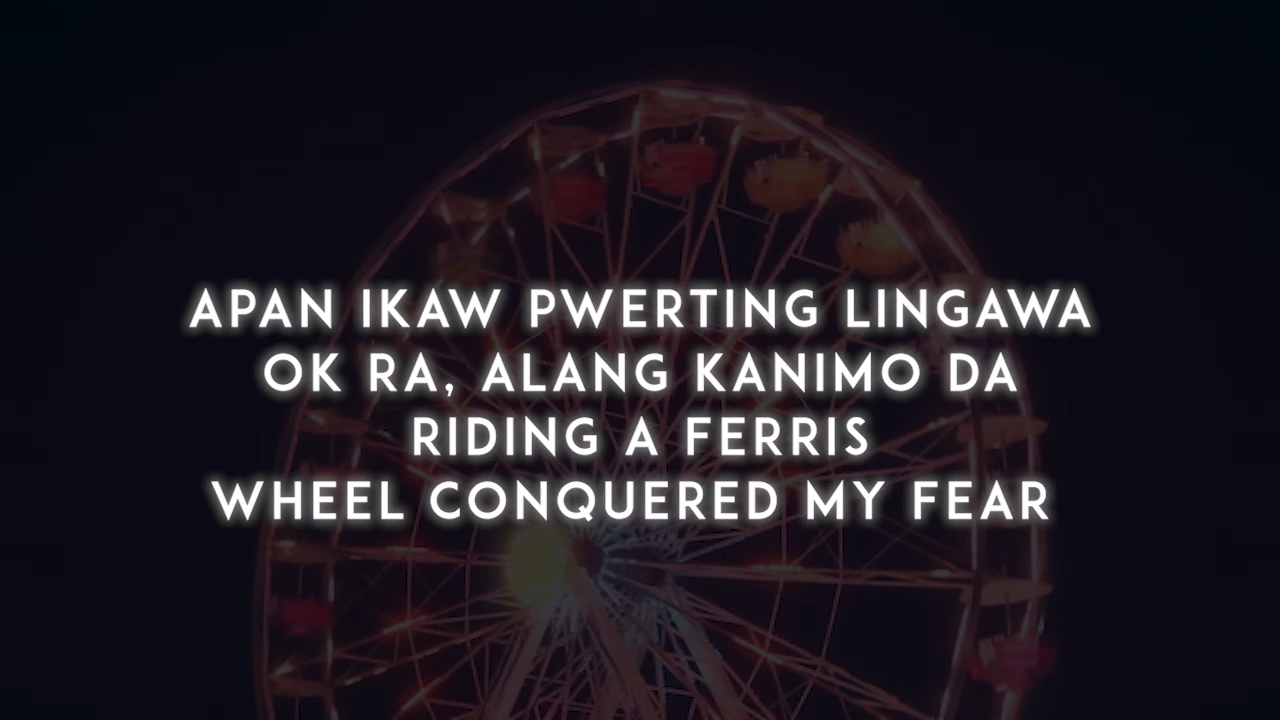 APAN IKAW PWERTING LINGAWA
OK RA, ALANG KANIMO DA
RIDING A FERRIS
WHEEL CONQUERED MY FEAR